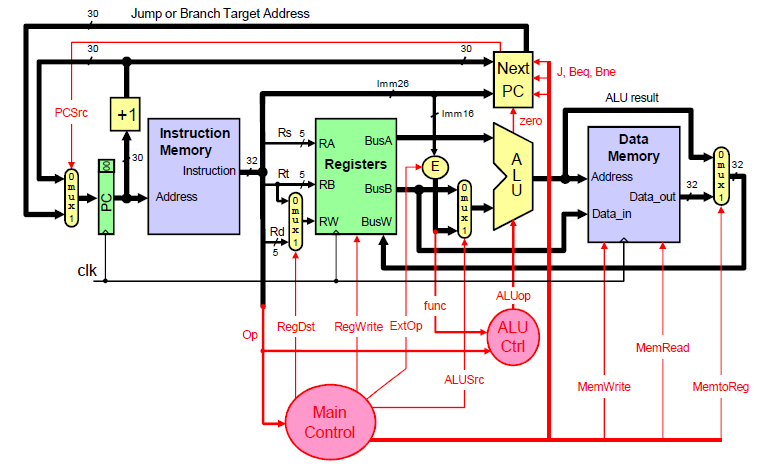 Jump or Branch Target Address
30
30
30
Next
PC
J, Beq, Bne
Imm26
Imm16
zero
ALU result
PCSrc
+1
30
Instruction
Memory
Instruction
Address
32
Rs 5
Rt 5
Rd
5
RA
BusA
Registers
RB
BusB
RW
BusW
E
A
L
U
Data
Memory
Address
Data_out
Data_in
32
32
0
m
u
x
1
PC
00
0
m
u
x
1
0
m
u
x
1
0
m
u
x
1
clk
Op
RegDst
RegWrite
ExtOp
func
ALUop
ALU
Ctrl
ALUSrc
MemWrite
MemRead
MemtoReg
Main
Control